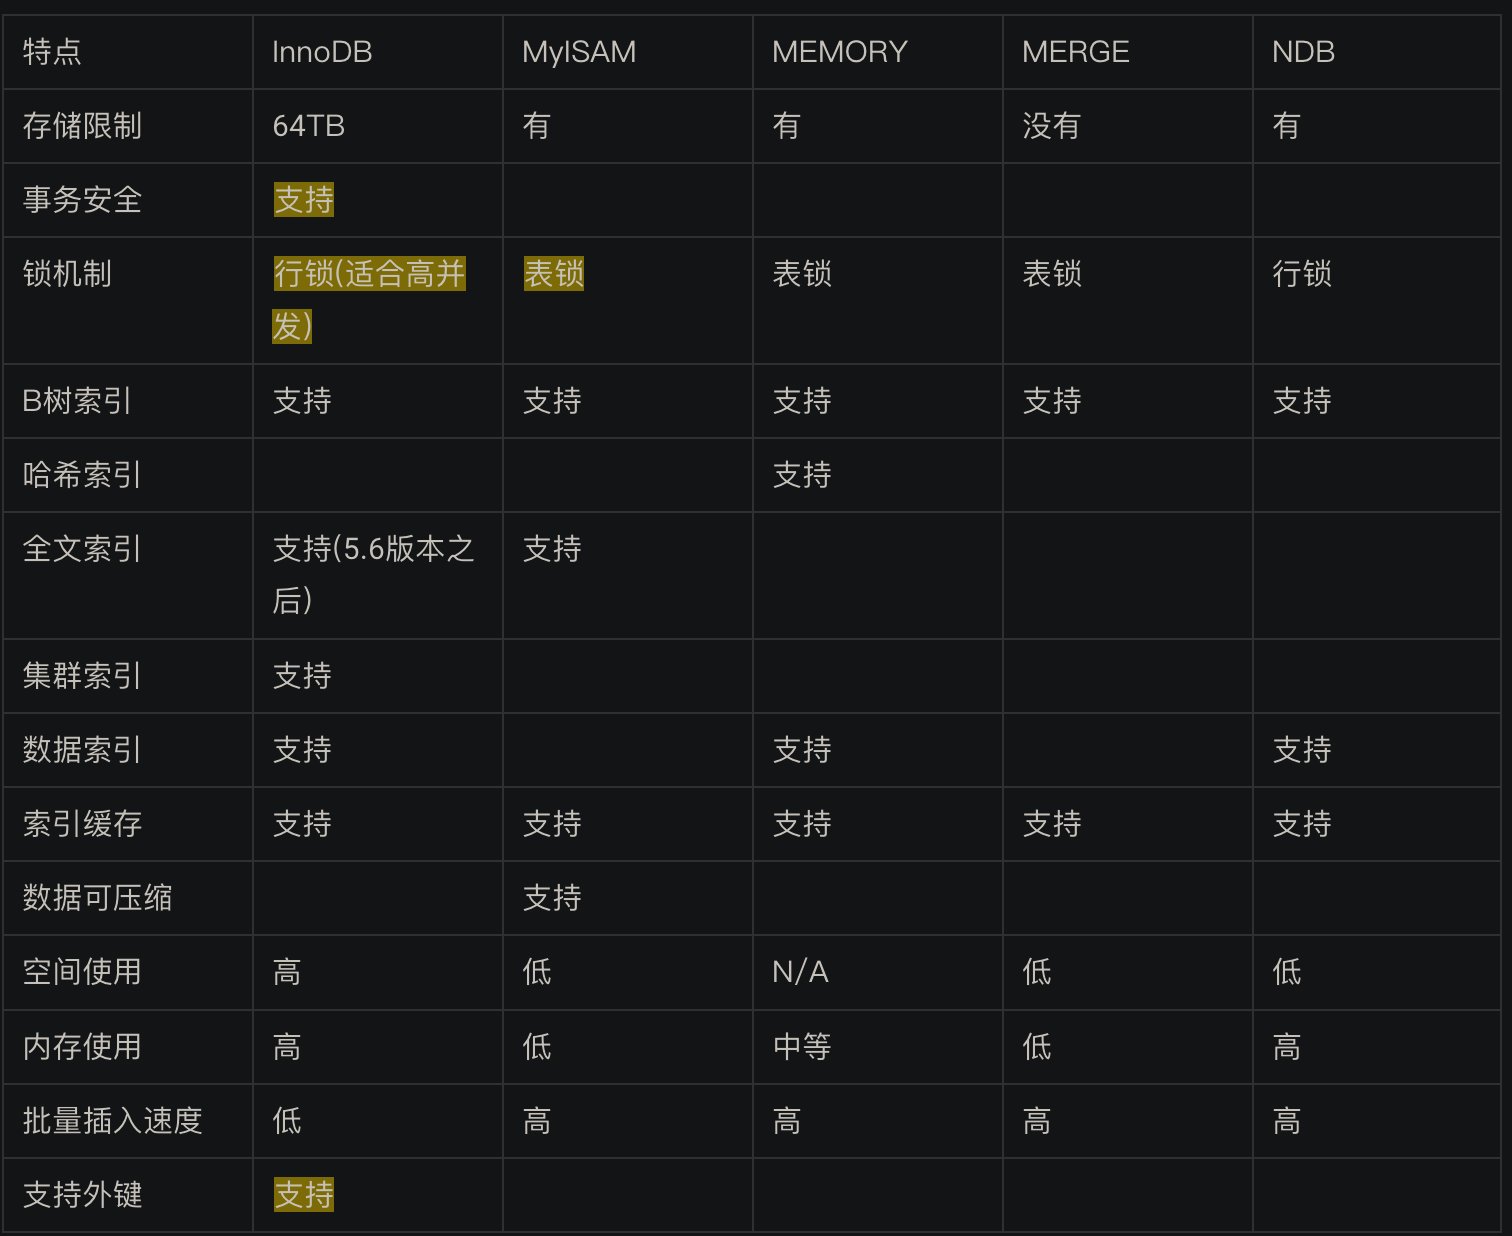 特点 InnoDB MyISAM MEMORY MERGE NDB
存储限制 64TB 有 有 没有 有
事务安全 支持
锁机制 行锁(适合高并 表锁 表锁 表锁 行锁
发)
B树索引 支持 支持 支持 支持 支持
哈希索引 支持
全文索引 支持(5.6版本之 支持
后)
集群索引 支持
数据索引 支持 支持 支持
索引缓存 支持 支持 支持 支持 支持
数据可压缩 支持
空间使用 高 低 N/A 低 低
内存使用 高 低 中等 低 高
批量插入速度 低 高 高 高 高
支持外键 支持